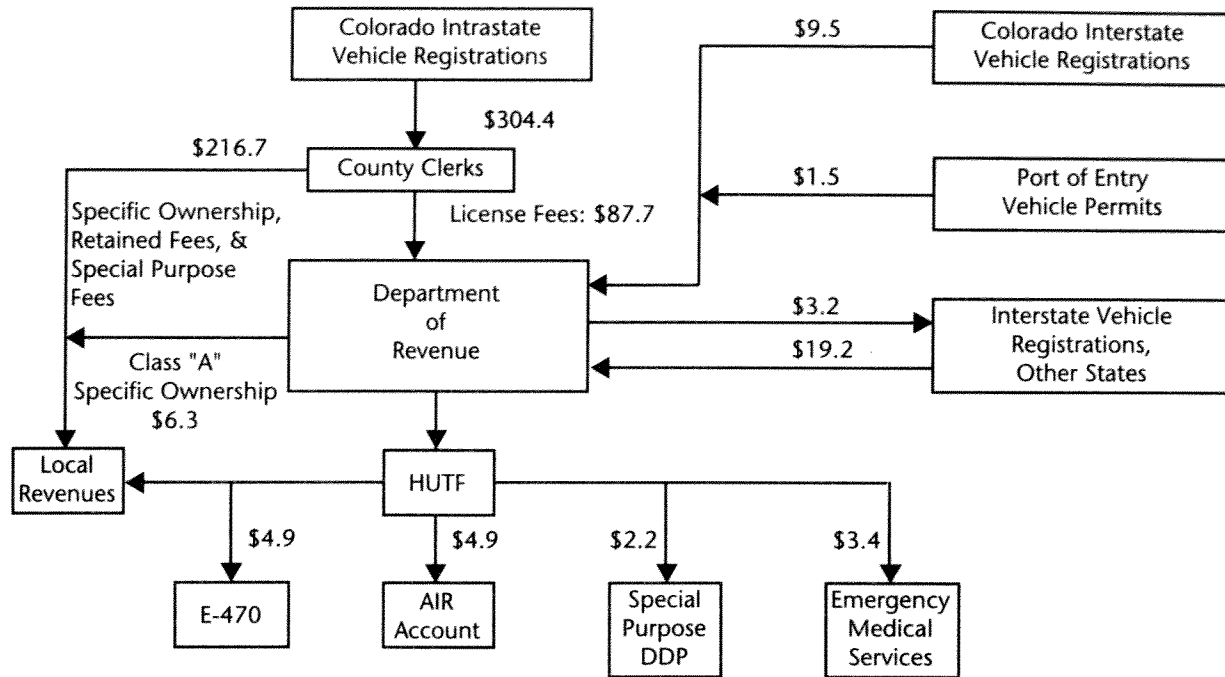 Colorado Intrastate
Vehicle Registrations
$9.5
Colorado Interstate
Vehicle Registrations
$304.4
$216.7
County Clerks
$1.5
Port of Entry
Vehicle Permits
Specific Ownership,
Retained Fees, &
Special Purpose
Fees
License Fees: $87.7
Department
of
Revenue
$3.2
$19.2
Interstate Vehicle
Registrations,
Other States
Class "A"
Specific Ownership
$6.3
Local
Revenues
HUTF
$4.9
$4.9
$2.2
$3.4
E-470
AIR
Account
Special
Purpose
DDP
Emergency
Medical
Services